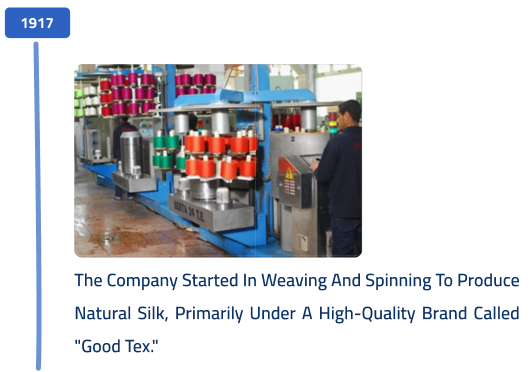 1917
The Company Started In Weaving And Spinning To Produce
Natural Silk, Primarily Under A High-Quality Brand Called
"Good Tex."